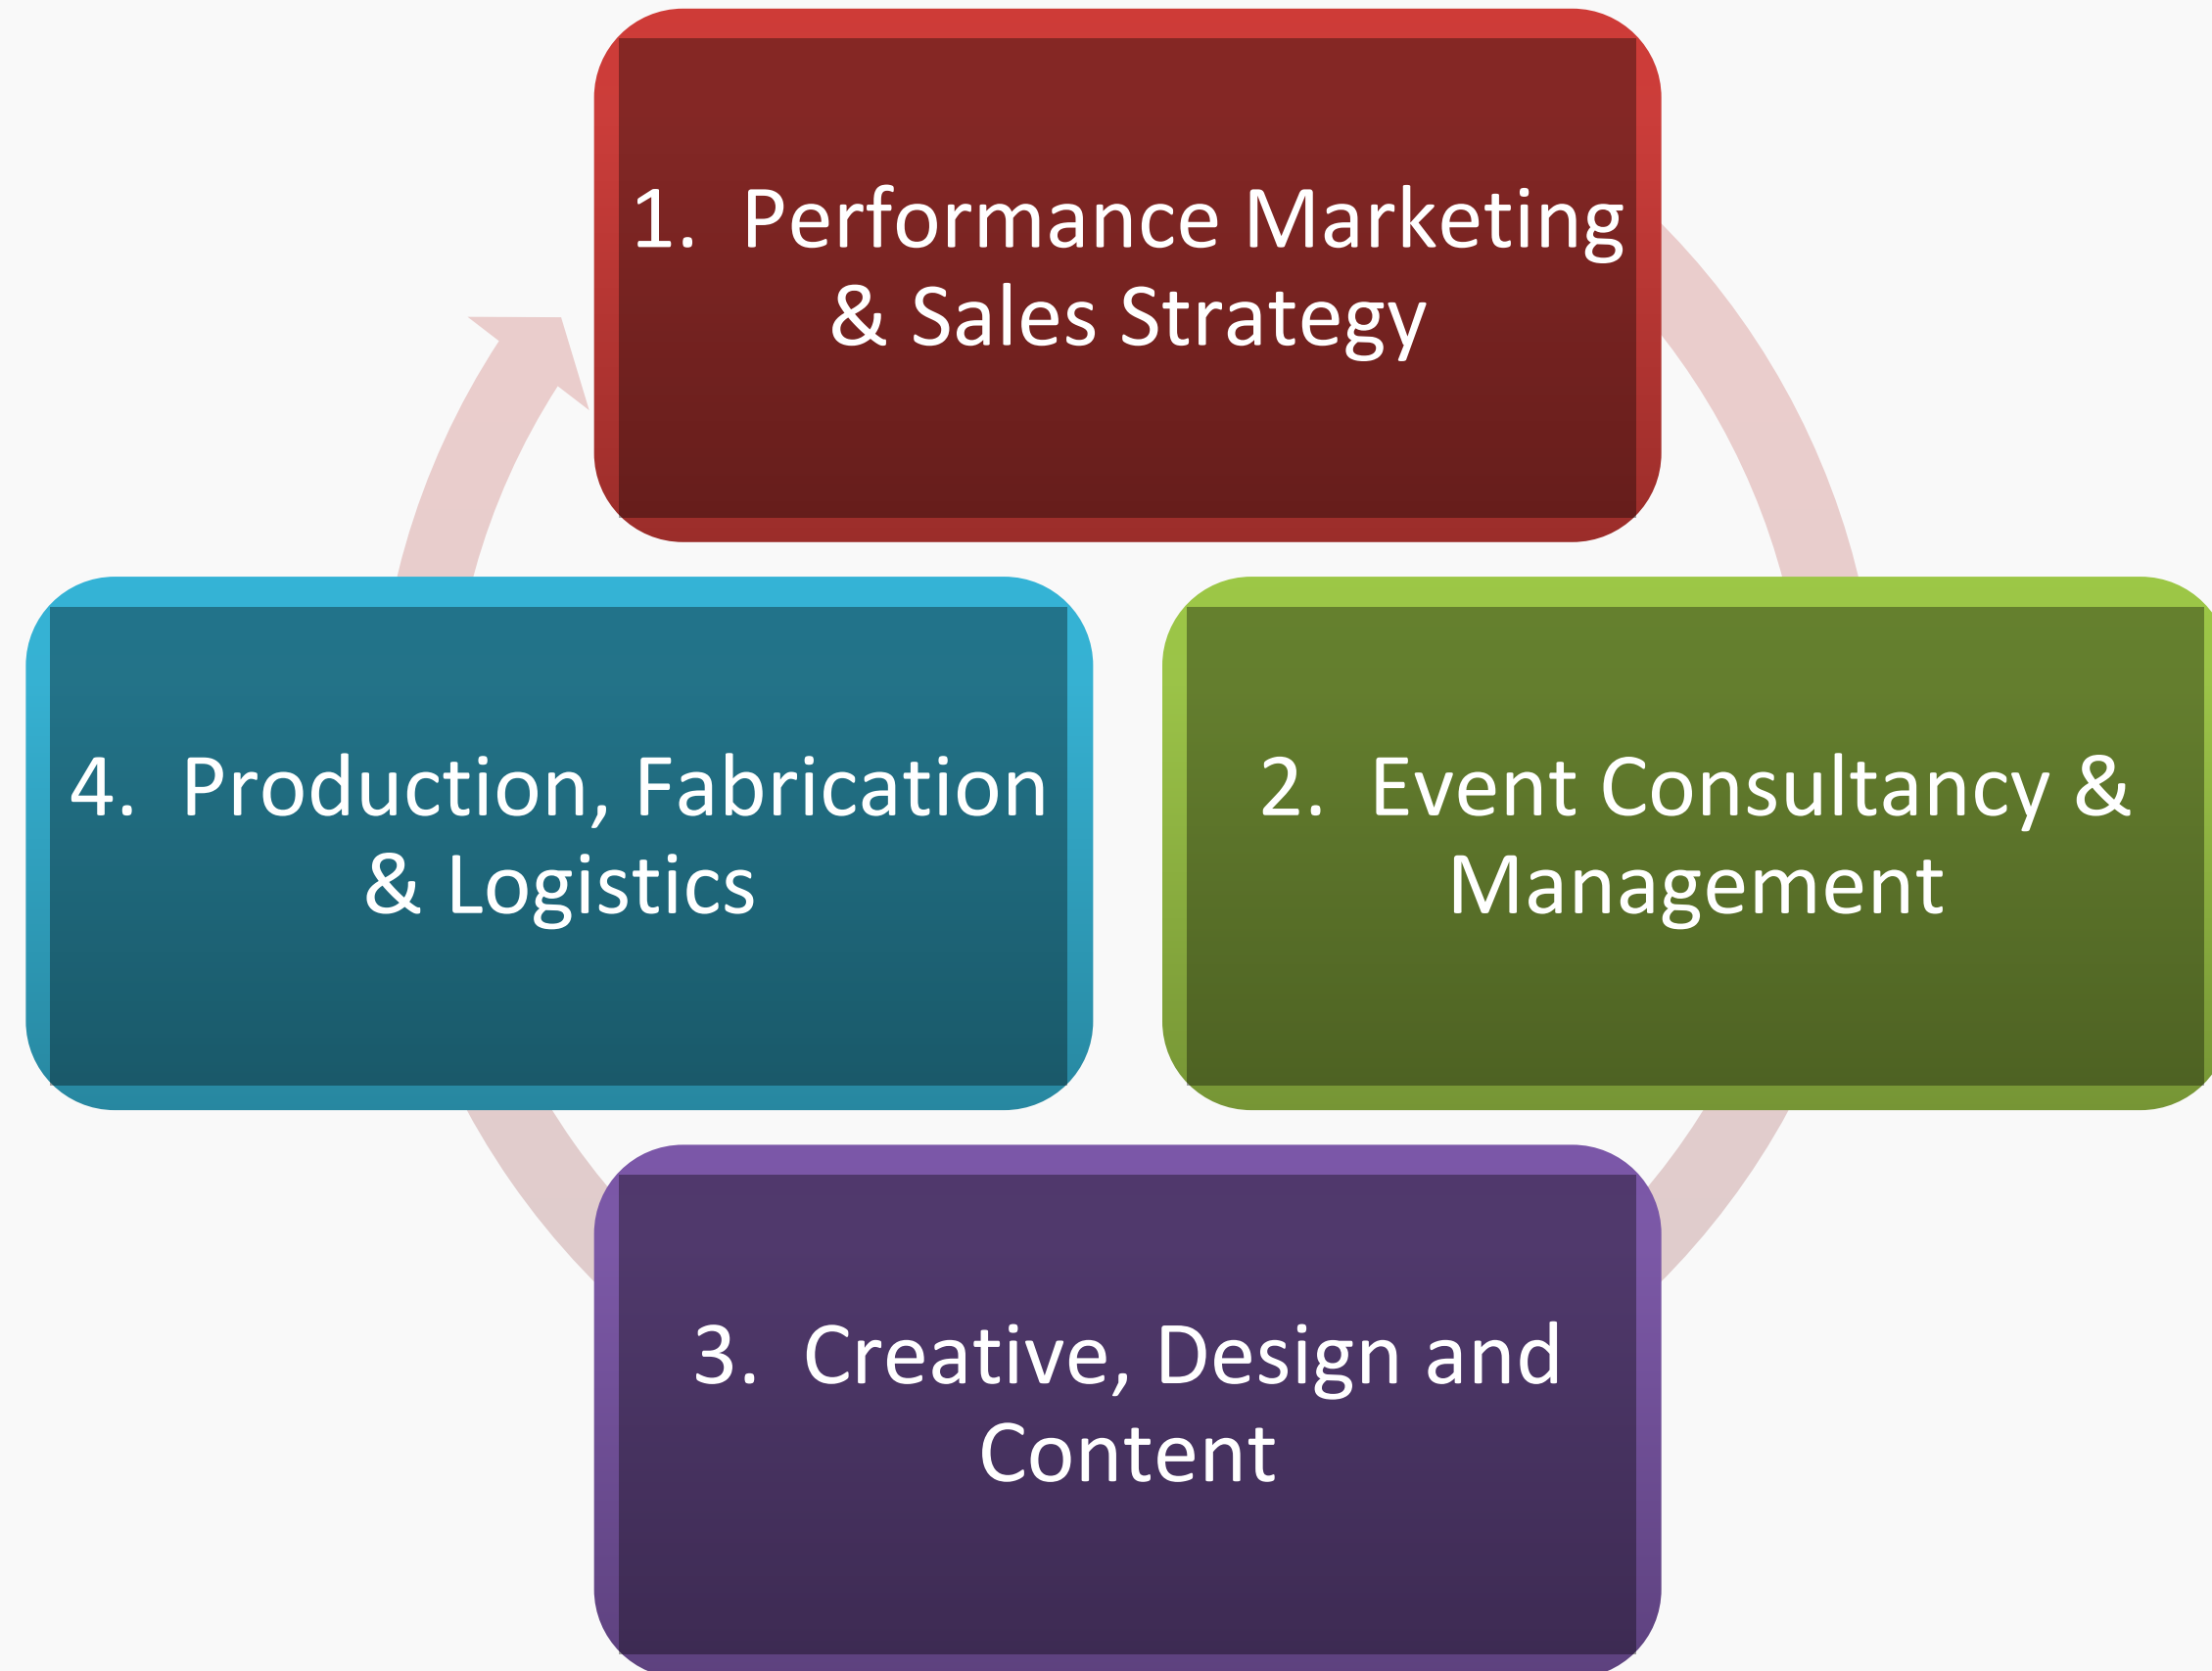 1. Performance Marketing
& Sales Strategy
2. Event Consultancy &
Management
3. Creative, Design and
Content
4. Production, Fabrication
& Logistics